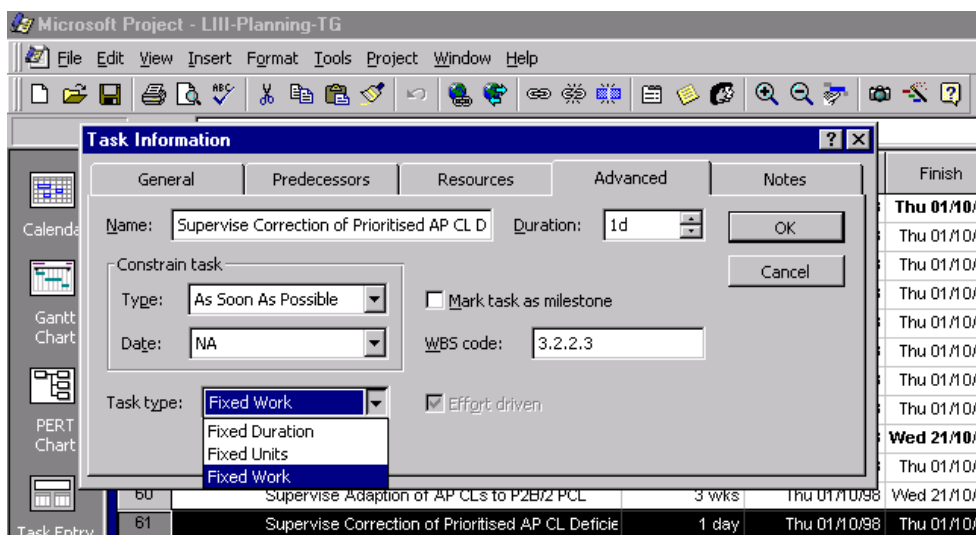 Microsoft Project - LIII-Planning-TG
File Edit View Insert Format Tools Project Window Help
ABC
Task Information
General Predecessors Resources Advanced Notes
Finish
Name: Supervise Correction of Prioritised AP CL D Duration: 1d OK
Thu 01/10/
Calenda
Thu 01/10/
Constrain task
Cancel
Thu 01/10/
Type: As Soon As Possible Mark task as milestone
Thu 01/10/
Gantt
Chart
Thu 01/10/
Date: NA WBS code: 3.2.2.3
Thu 01/10/
Thu 01/10/
Task type: Fixed Work Effort driven
Thu 01/10/
PERT
Chart
Fixed Duration
Wed 21/10/
Fixed Units
Thu 01/10/
Fixed Work
60 Supervise Adaption of AP CLs to P2B/2 PCL 3 wks Thu 01/10/98 Wed 21/10/
61 Supervise Correction of Prioritised AP CL Deficie 1 day Thu 01/10/98 Thu 01/10/
Task Entry